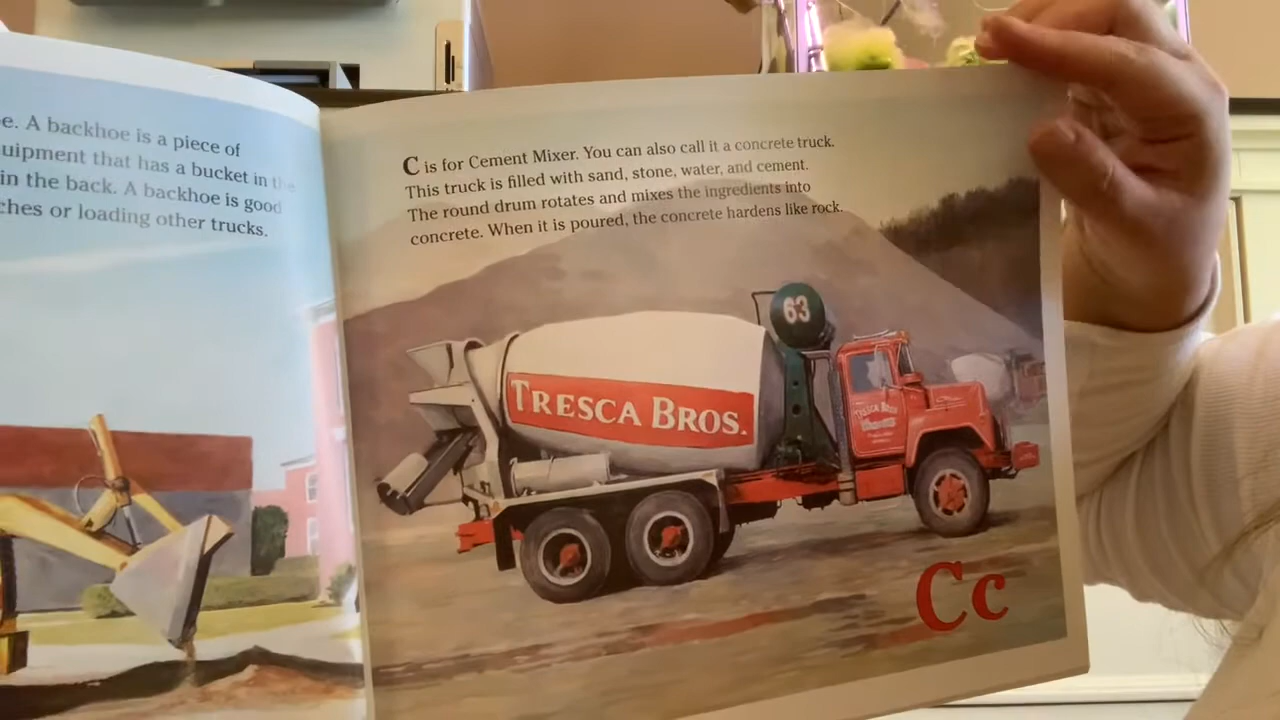 e. A backhoe is a piece of
uipment that has a bucket in the
in the back. A backhoe is good
ches or loading other trucks.
C is for Cement Mixer. You can also call it a concrete truck.
This truck is filled with sand, stone, water, and cement.
The round drum rotates and mixes the ingredients into
concrete. When it is poured, the concrete hardens like rock.
63
TRESCA BROS.
TRESCA BROS
Cc